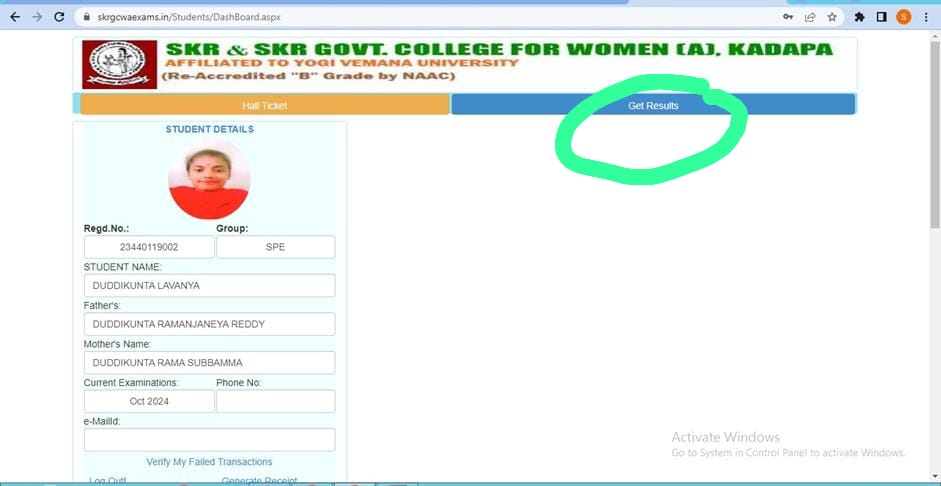 skrgcwaexams.in/Students/DashBoard.aspx
S
SKR & SKR GOVT. COLLEGE FOR WOMEN (A), KADAPA
AFFILIATED TO YOGI VEMANA UNIVERSITY
(Re-Accredited "B" Grade by NAAC)
Hall Ticket Get Results
STUDENT DETAILS
Regd.No.: Group:
23440119002 SPE
STUDENT NAME:
DUDDIKUNTA LAVANYA
Father's:
DUDDIKUNTA RAMANJANEYA REDDY
Mother's Name:
DUDDIKUNTA RAMA SUBBAMMA
Current Examinations: Phone No:
Oct 2024
e-MailId:
Verify My Failed Transactions
Log Out! Generate Receipt
Activate Windows
Go to System in Control Panel to activate Windows.